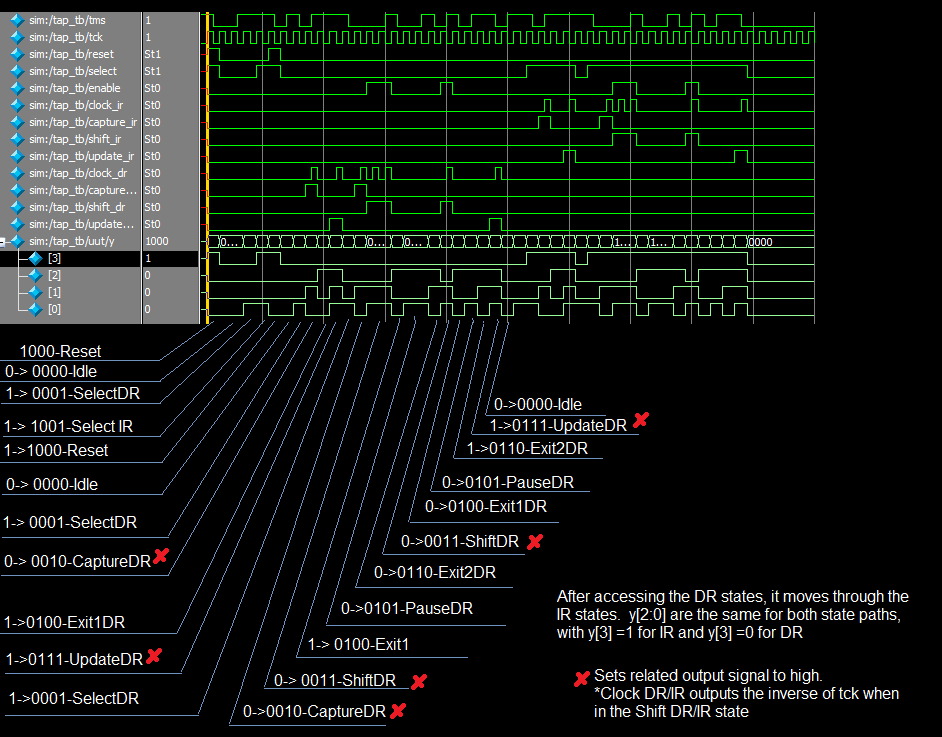 sim:/tap_tb/tms 1
sim:/tap_tb/tck 1
sim:/tap_tb/reset St1
sim:/tap_tb/select St1
sim:/tap_tb/enable St0
sim:/tap_tb/clock_ir St0
sim:/tap_tb/capture_ir St0
sim:/tap_tb/shift_ir St0
sim:/tap_tb/update_ir St0
sim:/tap_tb/clock_dr St0
sim:/tap_tb/capture... St0
sim:/tap_tb/shift_dr St0
sim:/tap_tb/update... St0
sim:/tap_tb/uut/y 1000 0... 0... 0... 1... 1... 0000
[3] 1
[2] 0
[1] 0
[0] 0
1000-Reset
0-> 0000-Idle
1-> 0001-SelectDR
1-> 1001-Select IR
1->1000-Reset
0-> 0000-Idle
1-> 0001-SelectDR
0-> 0010-CaptureDR
1->0100-Exit1DR
1->0111-UpdateDR
1->0001-SelectDR
0->0010-CaptureDR
0-> 0011-ShiftDR
1-> 0100-Exit1
0->0101-PauseDR
0->0110-Exit2DR
0->0011-ShiftDR
0->0100-Exit1DR
0->0101-PauseDR
1->0110-Exit2DR
1->0111-UpdateDR
0->0000-Idle
After accessing the DR states, it moves through the
IR states.  y[2:0] are the same for both state paths,
with y[3] =1 for IR and y[3] =0 for DR
Sets related output signal to high.
*Clock DR/IR outputs the inverse of tck when
in the Shift DR/IR state